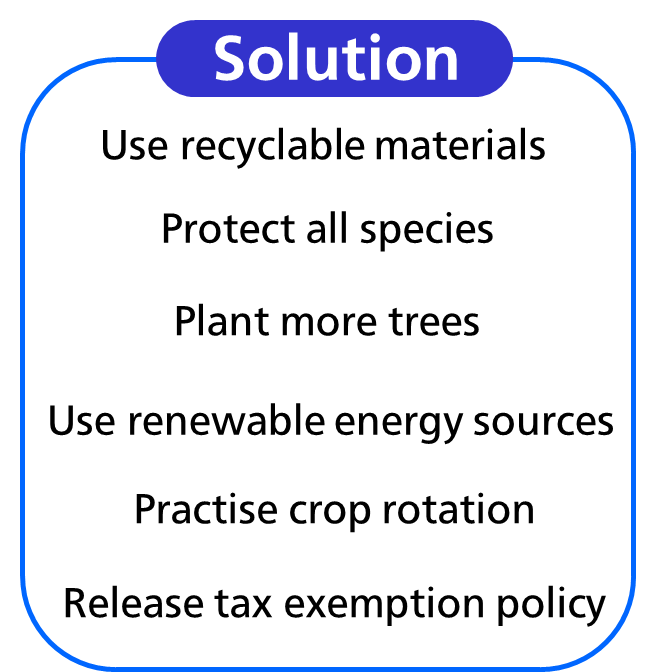 Solution
Use recyclable materials
Protect all species
Plant more trees
Use renewable energy sources
Practise crop rotation
Release tax exemption policy